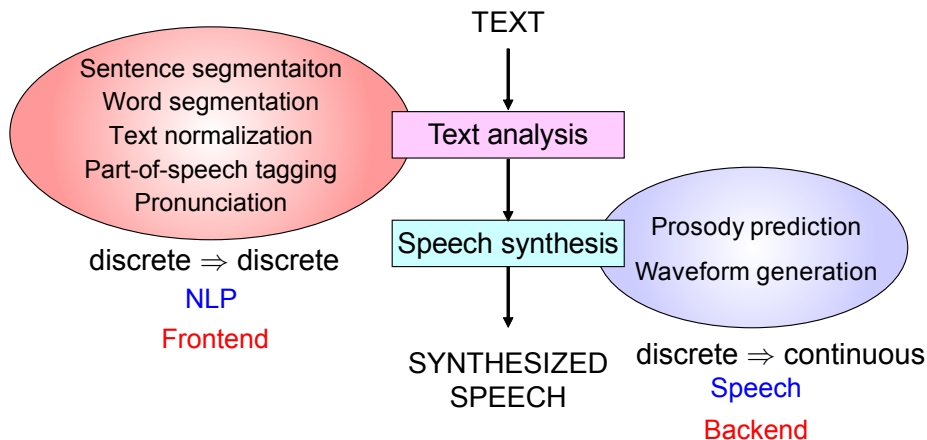 TEXT
Sentence segmentaiton
Word segmentation
Text normalization
Part-of-speech tagging
Pronunciation
discrete ⇒ discrete
NLP
Frontend
Text analysis
Speech synthesis
Prosody prediction
Waveform generation
discrete ⇒ continuous
Speech
Backend
SYNTHESIZED
SPEECH